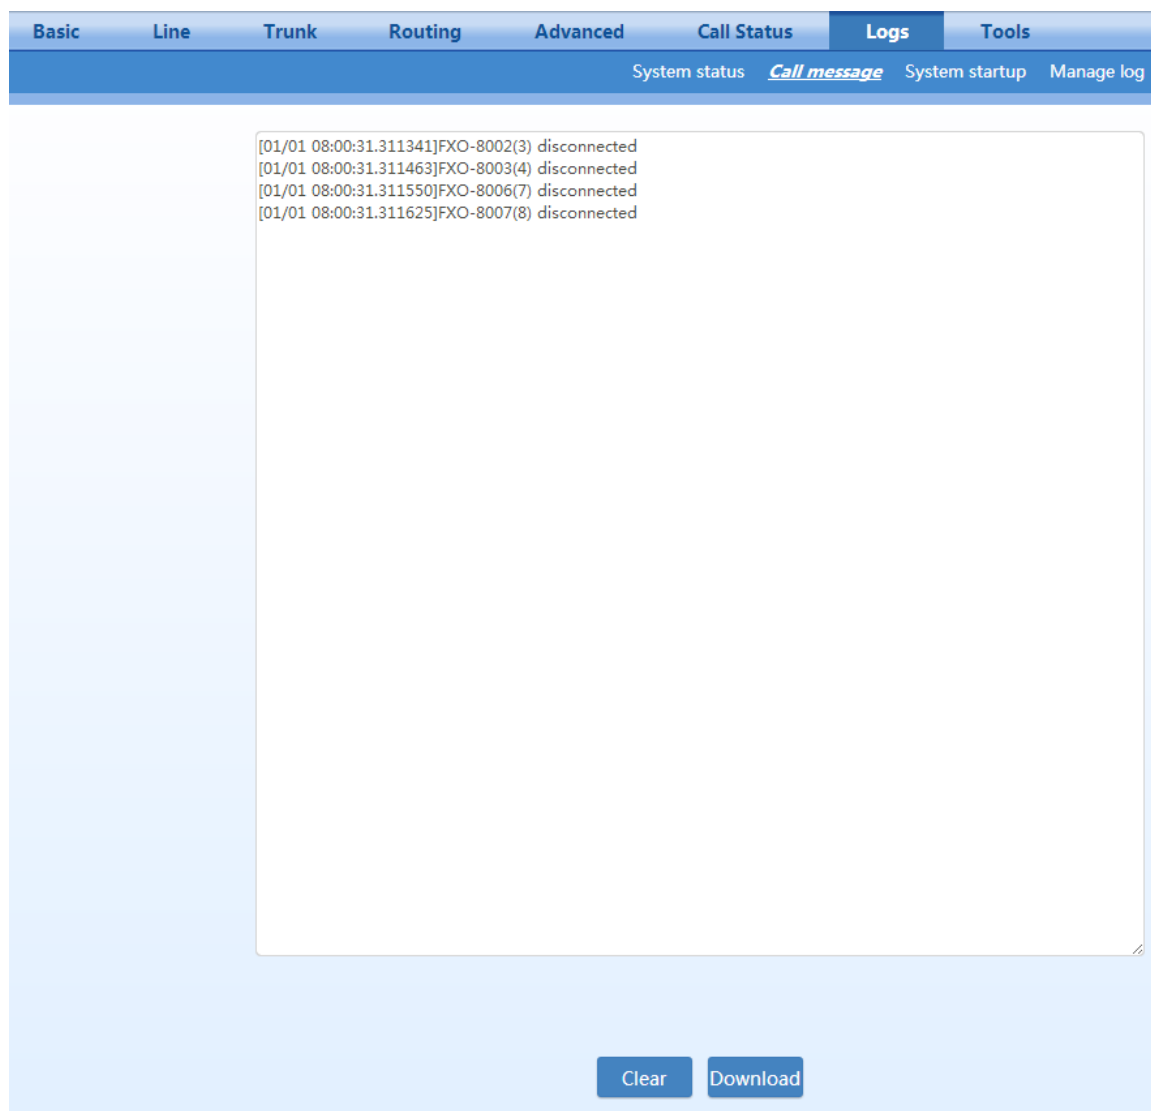 Basic Line Trunk Routing Advanced Call Status Logs Tools
System status Call message System startup Manage log
[01/01 08:00:31.311341]FXO-8002(3) disconnected
[01/01 08:00:31.311463]FXO-8003(4) disconnected
[01/01 08:00:31.311550]FXO-8006(7) disconnected
[01/01 08:00:31.311625]FXO-8007(8) disconnected
Clear Download